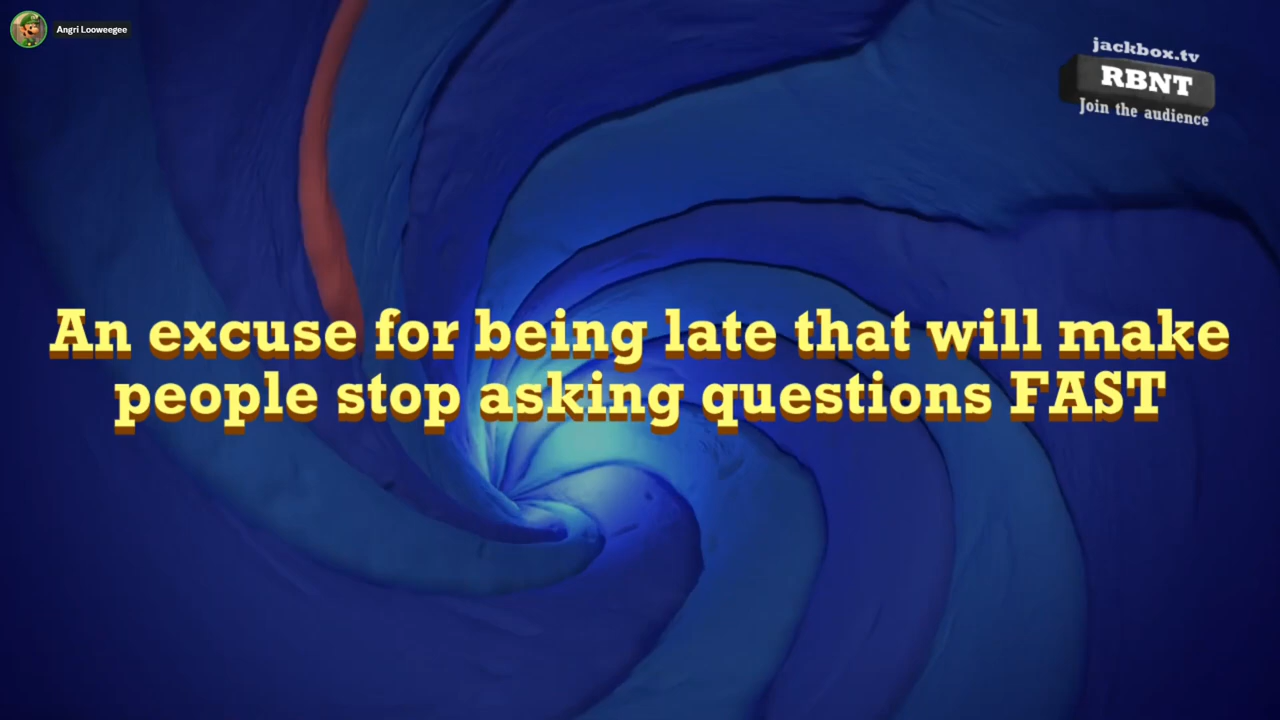 Angri Looweegee
jackbox.tv
RBNT
Join the audience
An excuse for being late that will make
people stop asking questions FAST